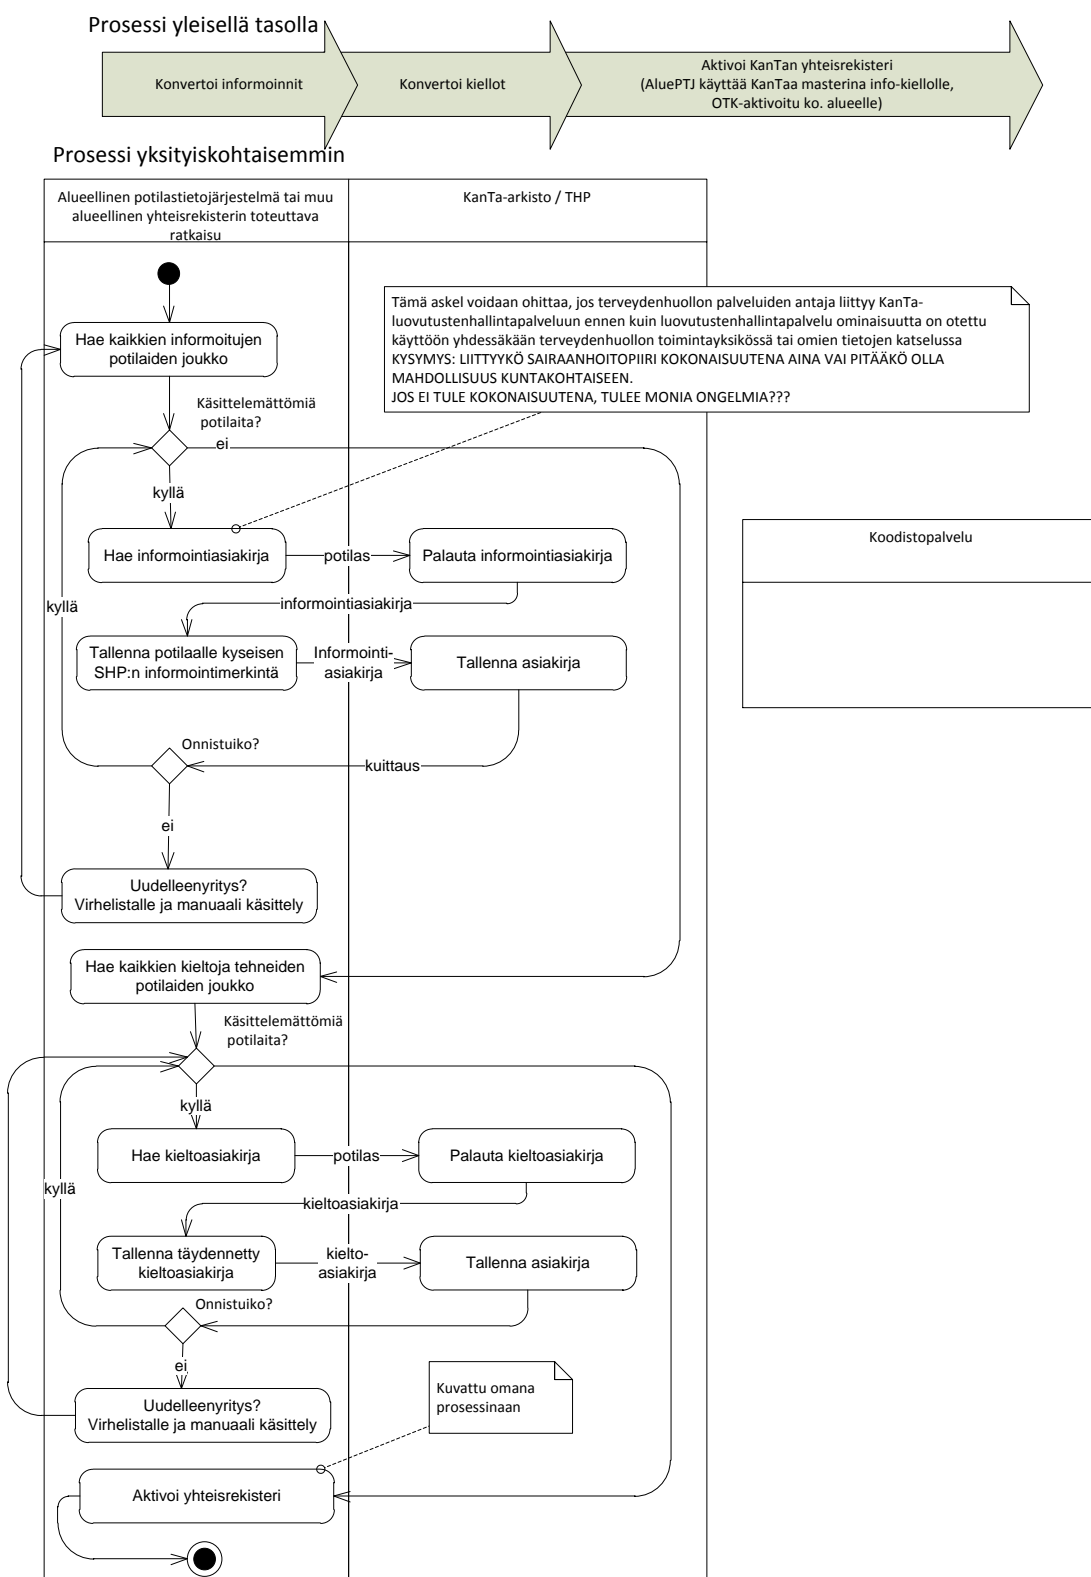 Prosessi yleisellä tasolla
Konvertoi informoinnit
Konvertoi kiellot
Aktivoi KanTan yhteisrekisteri
(AluePTJ käyttää KanTaa masterina info-kiellolle,
OTK-aktivoitu ko. alueelle)
Prosessi yksityiskohtaisemmin
Alueellinen potilastietojärjestelmä tai muu
alueellinen yhteisrekisterin toteuttava
ratkaisu
KanTa-arkisto / THP
Tämä askel voidaan ohittaa, jos terveydenhuollon palveluiden antaja liittyy KanTa-
luovutustenhallintapalveluun ennen kuin luovutustenhallintapalvelu ominaisuutta on otettu
käyttöön yhdessäkään terveydenhuollon toimintayksikössä tai omien tietojen katselussa
KYSYMYS: LIITTYYKÖ SAIRAANHOITOPIIRI KOKONAISUUTENA AINA VAI PITÄÄKÖ OLLA
MAHDOLLISUUS KUNTAKOHTAISEEN.
JOS EI TULE KOKONAISUUTENA, TULEE MONIA ONGELMIA???
Hae kaikkien informoitujen
potilaiden joukko
Käsittelemättömiä
potilaita?
ei
kyllä
Hae informointiasiakirja
potilas
Palauta informointiasiakirja
Koodistopalvelu
kyllä
informointiasiakirja
Tallenna potilaalle kyseisen
SHP:n informointimerkintä
Informointi-
asiakirja
Tallenna asiakirja
Onnistuiko?
kuittaus
ei
Uudelleenyritys?
Virhelistalle ja manuaali käsittely
Hae kaikkien kieltoja tehneiden
potilaiden joukko
Käsittelemättömiä
potilaita?
kyllä
Hae kieltoasiakirja
potilas
Palauta kieltoasiakirja
kyllä
kieltoasiakirja
Tallenna täydennetty
kieltoasiakirja
kielto-
asiakirja
Tallenna asiakirja
Onnistuiko?
ei
Uudelleenyritys?
Virhelistalle ja manuaali käsittely
Kuvattu omana
prosessinaan
Aktivoi yhteisrekisteri